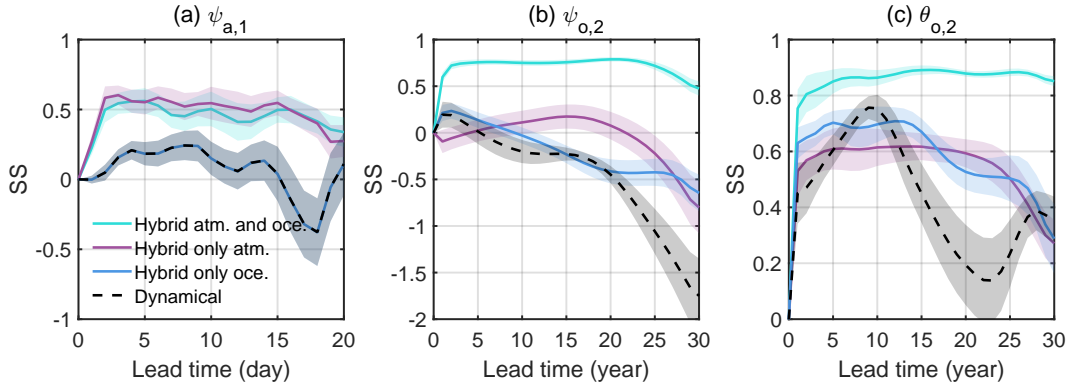 (a) ψa,1
SS
1
0.5
0
-0.5
-1
0 5 10 15 20
Lead time (day)
Hybrid atm. and oce.
Hybrid only atm.
Hybrid only oce.
Dynamical
(b) ψo,2
SS
1
0.5
0
-0.5
-1
-1.5
-2
0 5 10 15 20 25 30
Lead time (year)
(c) θo,2
SS
1
0.8
0.6
0.4
0.2
0
0 5 10 15 20 25 30
Lead time (year)